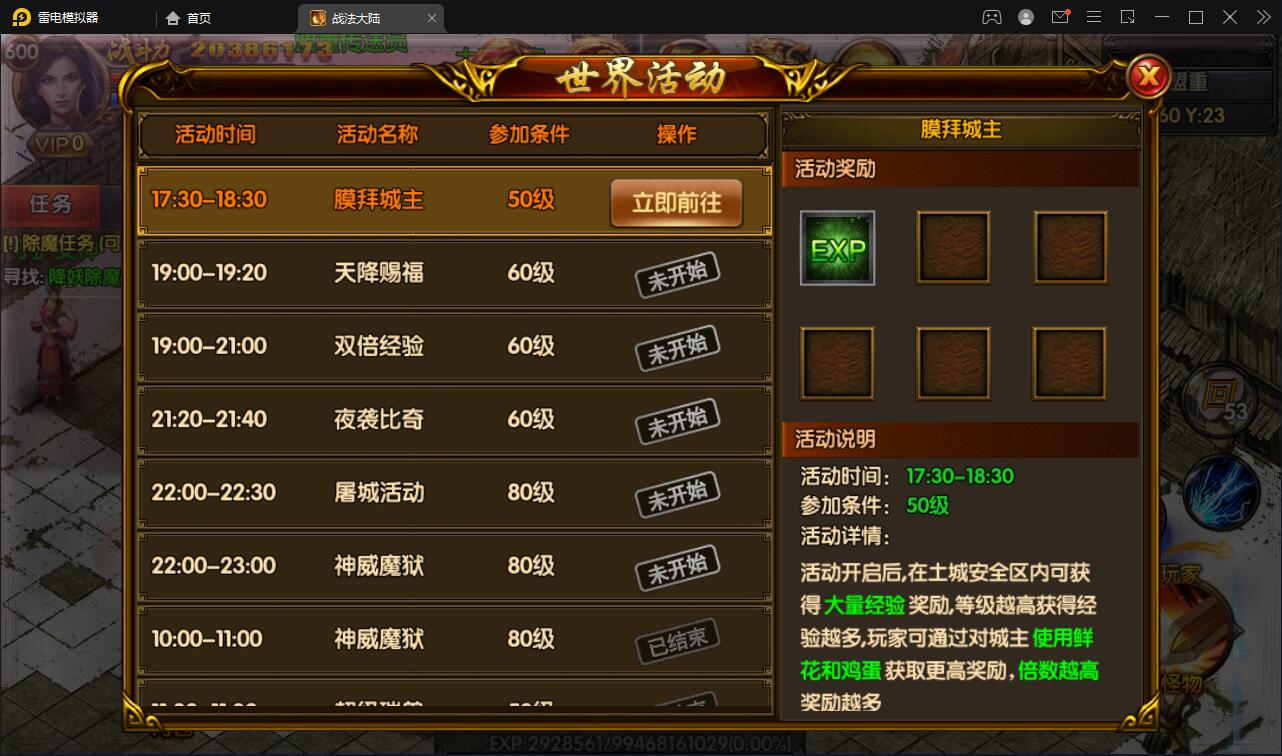 雷电模拟器
首页
战法大陆
600
战斗力 20386173
VIP 0
世界活动
盟重
60 Y:23
任务
[!]除魔任务(可
寻找: 降妖除魔
活动时间 活动名称 参加条件 操作
17:30-18:30 膜拜城主 50级 立即前往
19:00-19:20 天降赐福 60级 未开始
19:00-21:00 双倍经验 60级 未开始
21:20-21:40 夜袭比奇 60级 未开始
22:00-22:30 屠城活动 80级 未开始
22:00-23:00 神威魔狱 80级 未开始
10:00-11:00 神威魔狱 80级 已结束
膜拜城主
活动奖励
EXP
活动说明
活动时间: 17:30-18:30
参加条件: 50级
活动详情:
活动开启后,在土城安全区内可获
得大量经验奖励,等级越高获得经
验越多,玩家可通过对城主使用鲜
花和鸡蛋获取更高奖励,倍数越高
奖励越多
回
53
玩家
怪物
EXP:2928561/99468161029(0.00%)